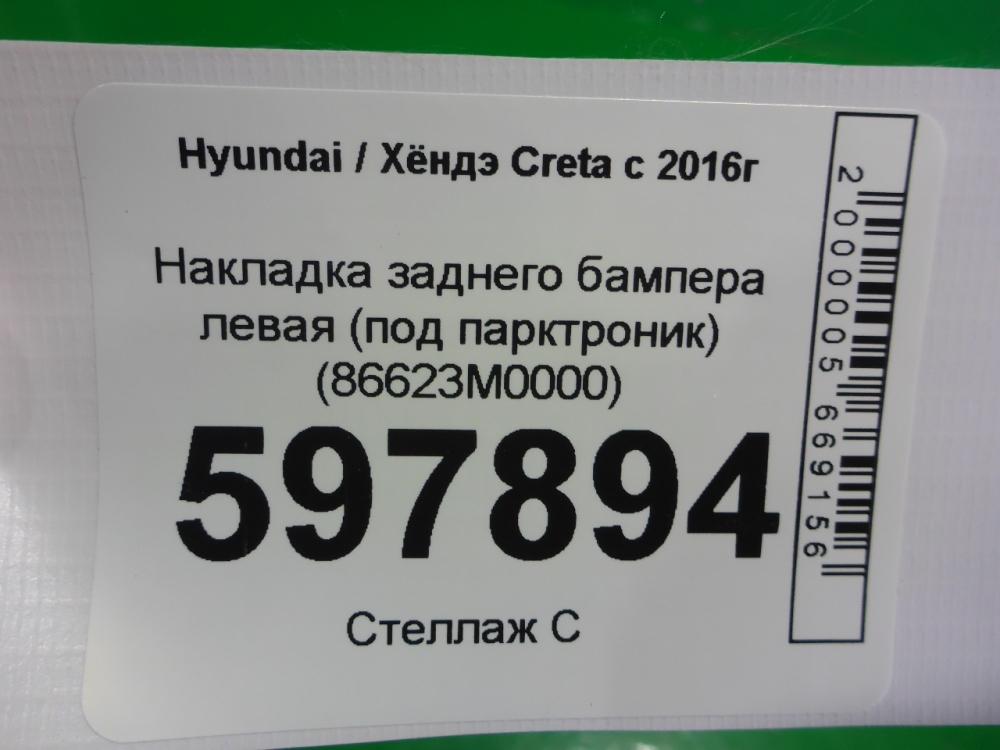 Hyundai / Хёндэ Creta с 2016г
Накладка заднего бампера
левая (под парктроник)
(86623M0000)
597894
Стеллаж С
2000005669156